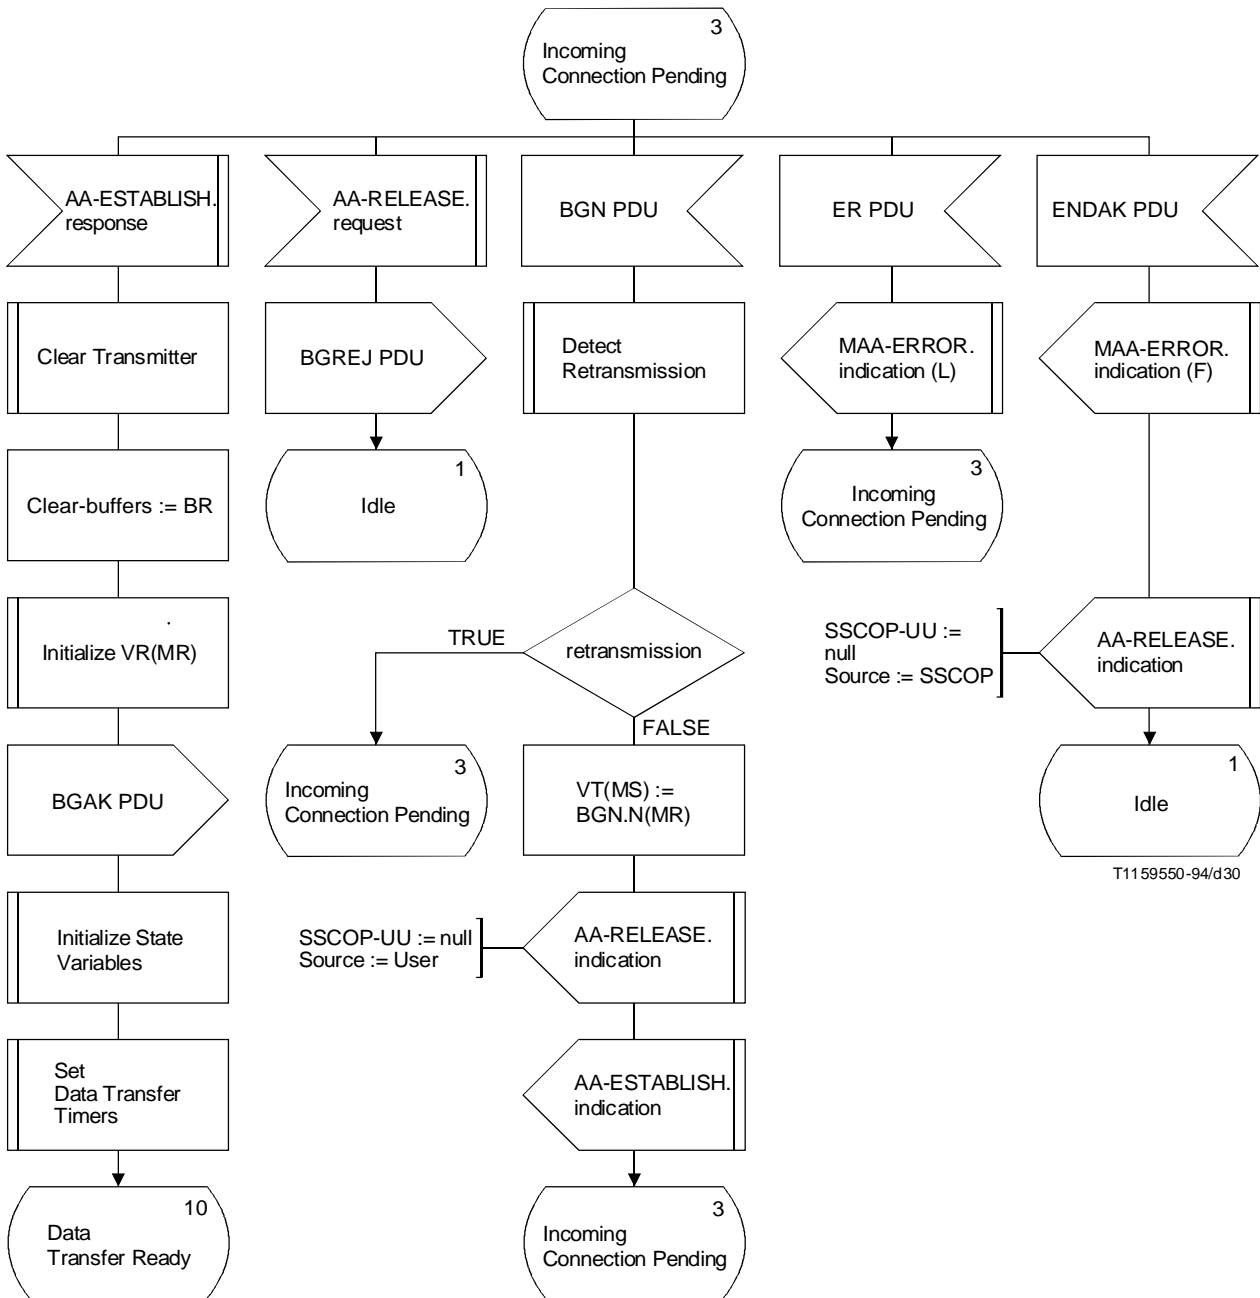 3
Incoming
Connection Pending
AA-ESTABLISH.
response
AA-RELEASE.
request
BGN PDU
ER PDU
ENDAK PDU
Clear Transmitter
BGREJ PDU
Detect
Retransmission
MAA-ERROR.
indication (L)
MAA-ERROR.
indication (F)
Clear-buffers := BR
1
Idle
3
Incoming
Connection Pending
Initialize VR(MR)
TRUE
retransmission
FALSE
SSCOP-UU :=
null
Source := SSCOP
AA-RELEASE.
indication
BGAK PDU
3
Incoming
Connection Pending
VT(MS) :=
BGN.N(MR)
1
Idle
T1159550-94/d30
Initialize State
Variables
SSCOP-UU := null
Source := User
AA-RELEASE.
indication
Set
Data Transfer
Timers
AA-ESTABLISH.
indication
10
Data
Transfer Ready
3
Incoming
Connection Pending